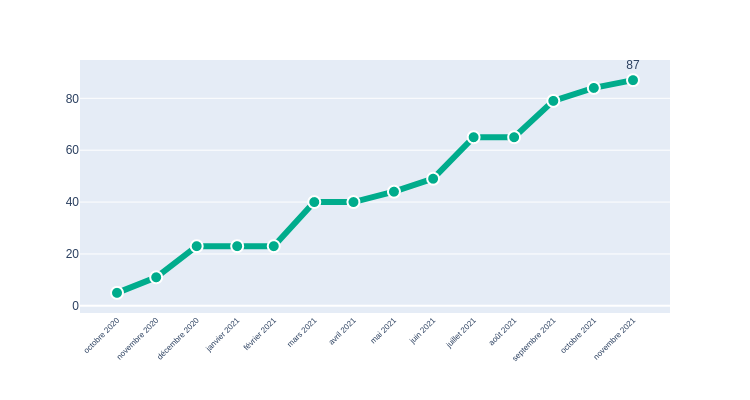 87
80
60
40
20
0
octobre 2020
novembre 2020
décembre 2020
janvier 2021
février 2021
mars 2021
avril 2021
mai 2021
juin 2021
juillet 2021
août 2021
septembre 2021
octobre 2021
novembre 2021